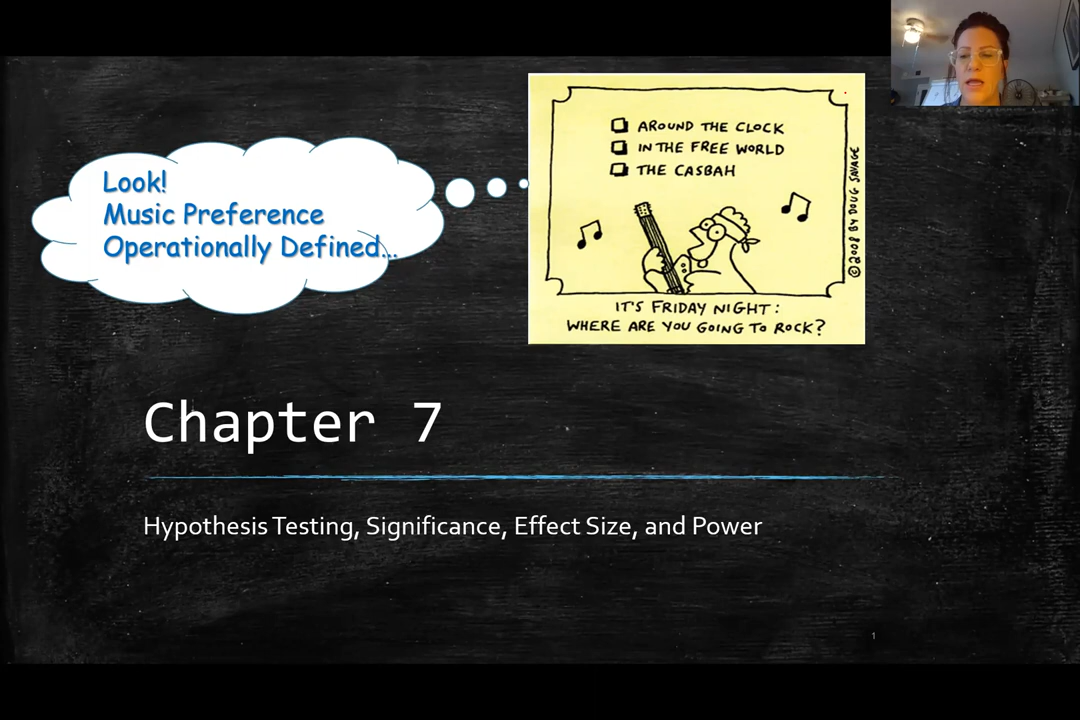 Look!
Music Preference
Operationally Defined...
AROUND THE CLOCK
IN THE FREE WORLD
THE CASBAH
©2008 BY DOUG SAVAGE
IT'S FRIDAY NIGHT:
WHERE ARE YOU GOING TO ROCK?
Chapter 7
Hypothesis Testing, Significance, Effect Size, and Power
1